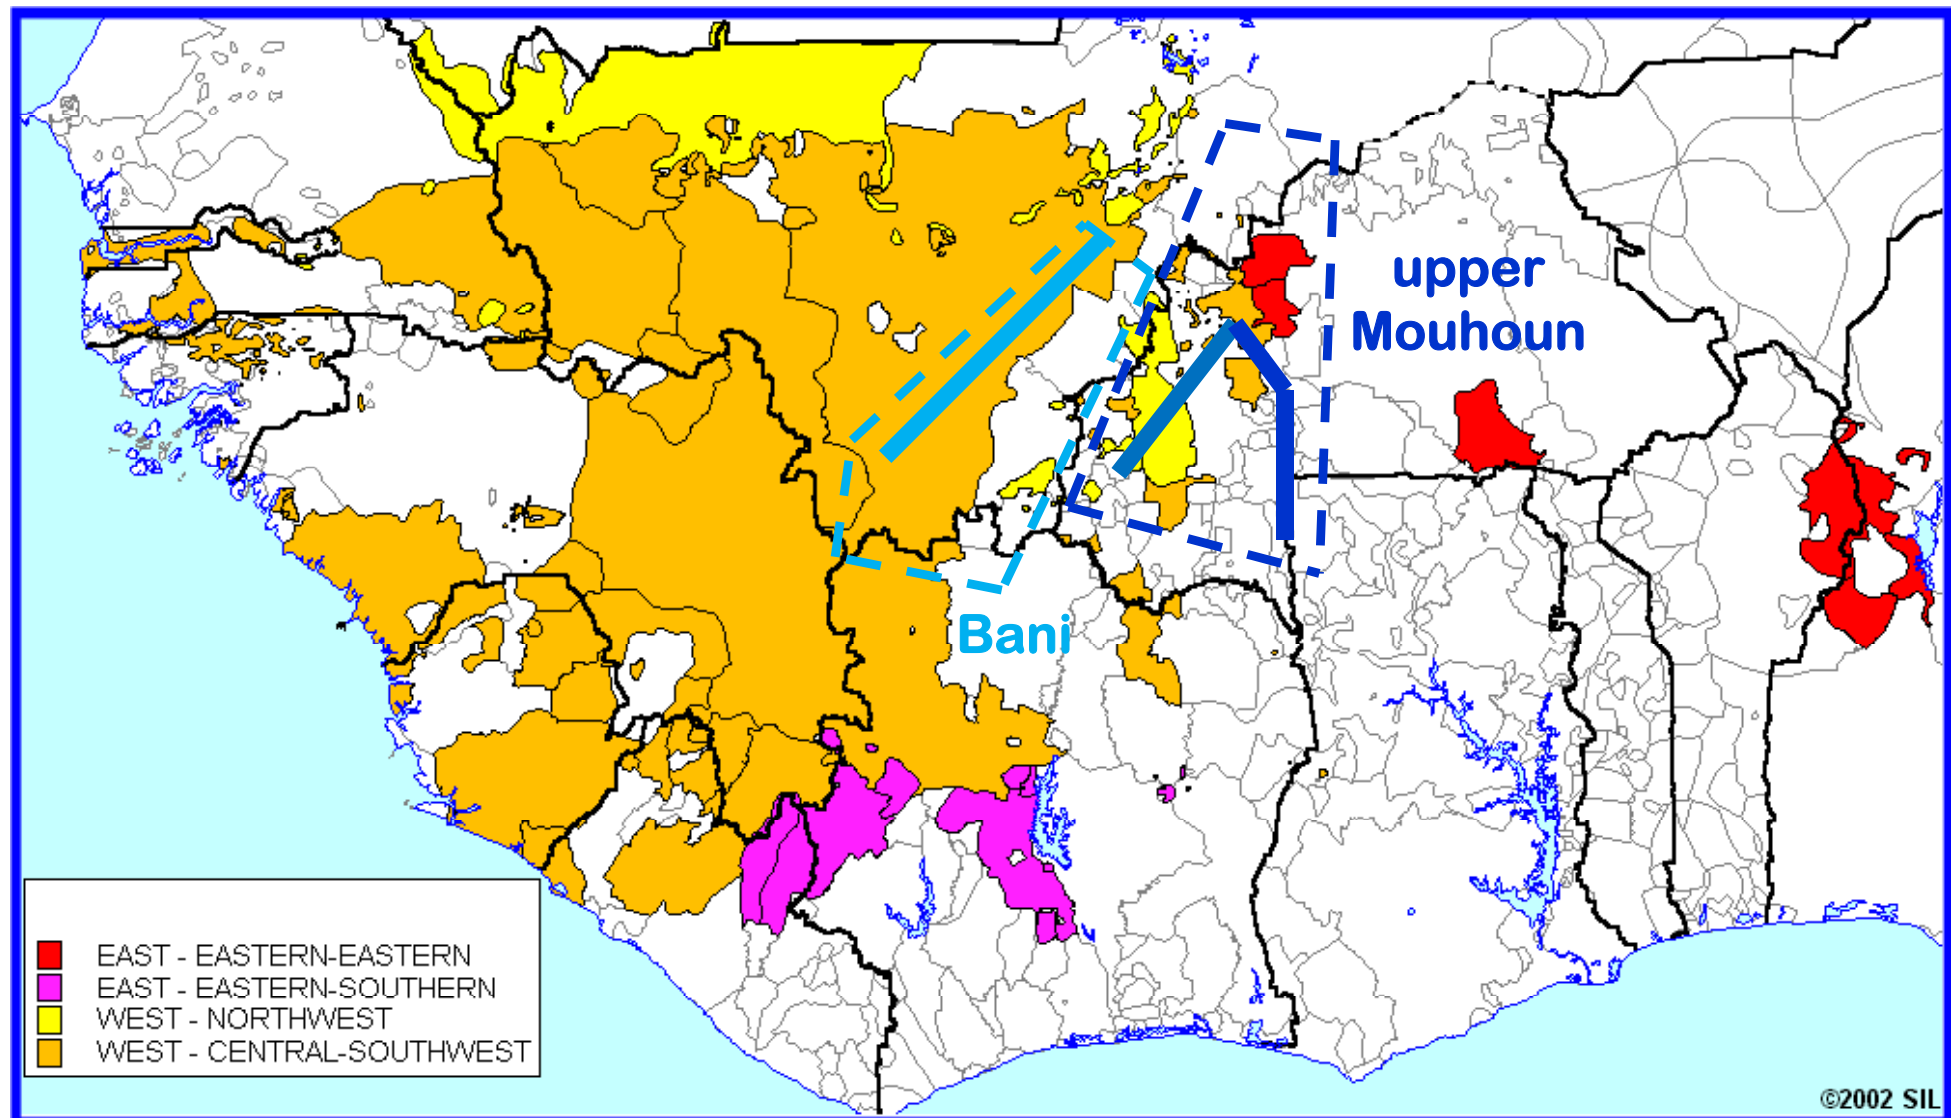 upper
Mouhoun
Bani
EAST - EASTERN-EASTERN
EAST - EASTERN-SOUTHERN
WEST - NORTHWEST
WEST - CENTRAL-SOUTHWEST
©2002 SIL